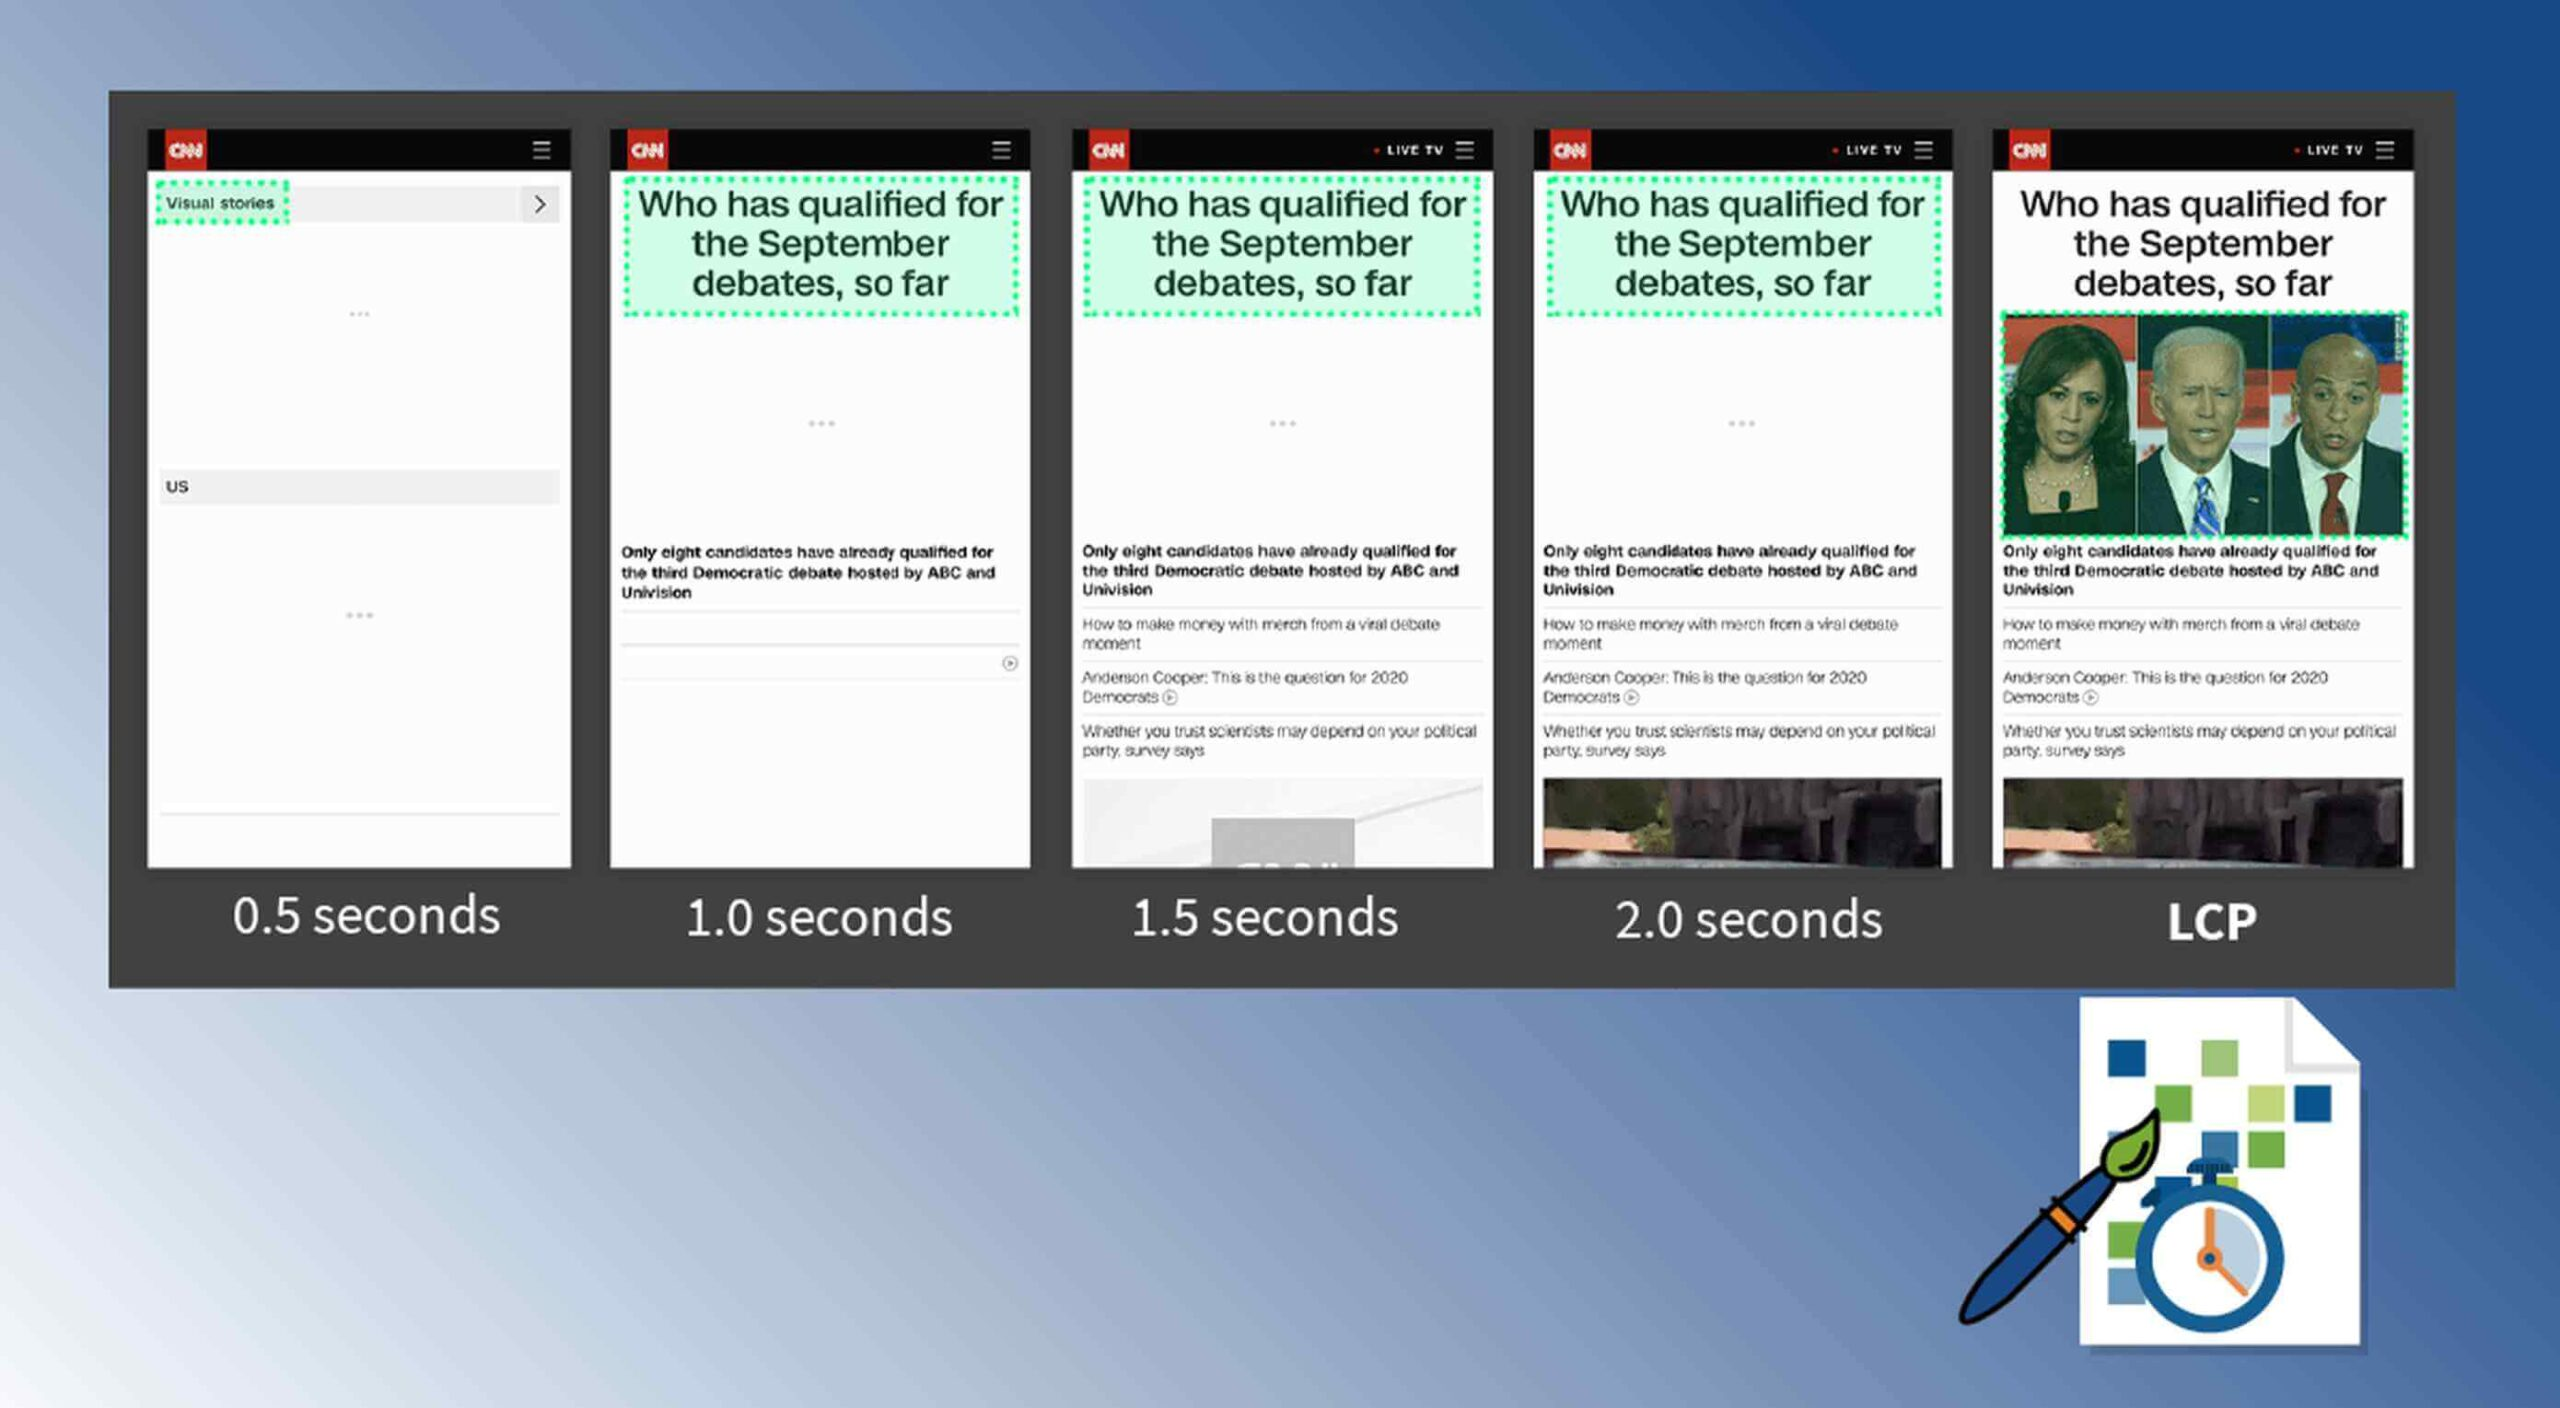 CNN
Visual stories
US
0.5 seconds
CNN
Who has qualified for
the September
debates, so far
Only eight candidates have already qualified for
the third Democratic debate hosted by ABC and
Univision
1.0 seconds
CNN
LIVE TV
Who has qualified for
the September
debates, so far
Only eight candidates have already qualified for
the third Democratic debate hosted by ABC and
Univision
How to make money with merch from a viral debate
moment
Anderson Cooper: This is the question for 2020
Democrats
Whether you trust scientists may depend on your political
party, survey says
1.5 seconds
CNN
LIVE TV
Who has qualified for
the September
debates, so far
Only eight candidates have already qualified for
the third Democratic debate hosted by ABC and
Univision
How to make money with merch from a viral debate
moment
Anderson Cooper: This is the question for 2020
Democrats
Whether you trust scientists may depend on your political
party, survey says
2.0 seconds
CNN
LIVE TV
Who has qualified for
the September
debates, so far
Only eight candidates have already qualified for
the third Democratic debate hosted by ABC and
Univision
How to make money with merch from a viral debate
moment
Anderson Cooper: This is the question for 2020
Democrats
Whether you trust scientists may depend on your political
party, survey says
LCP